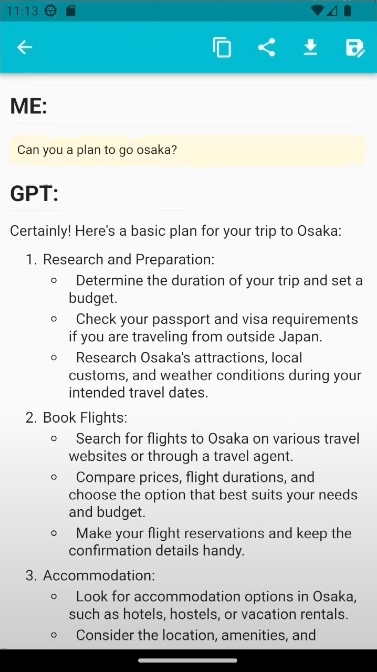 11:13
ME:
Can you a plan to go osaka?
GPT:
Certainly! Here's a basic plan for your trip to Osaka:
1. Research and Preparation:
Determine the duration of your trip and set a
budget.
Check your passport and visa requirements
if you are traveling from outside Japan.
Research Osaka's attractions, local
customs, and weather conditions during your
intended travel dates.
2. Book Flights:
Search for flights to Osaka on various travel
websites or through a travel agent.
Compare prices, flight durations, and
choose the option that best suits your needs
and budget.
Make your flight reservations and keep the
confirmation details handy.
3. Accommodation:
Look for accommodation options in Osaka,
such as hotels, hostels, or vacation rentals.
Consider the location, amenities, and